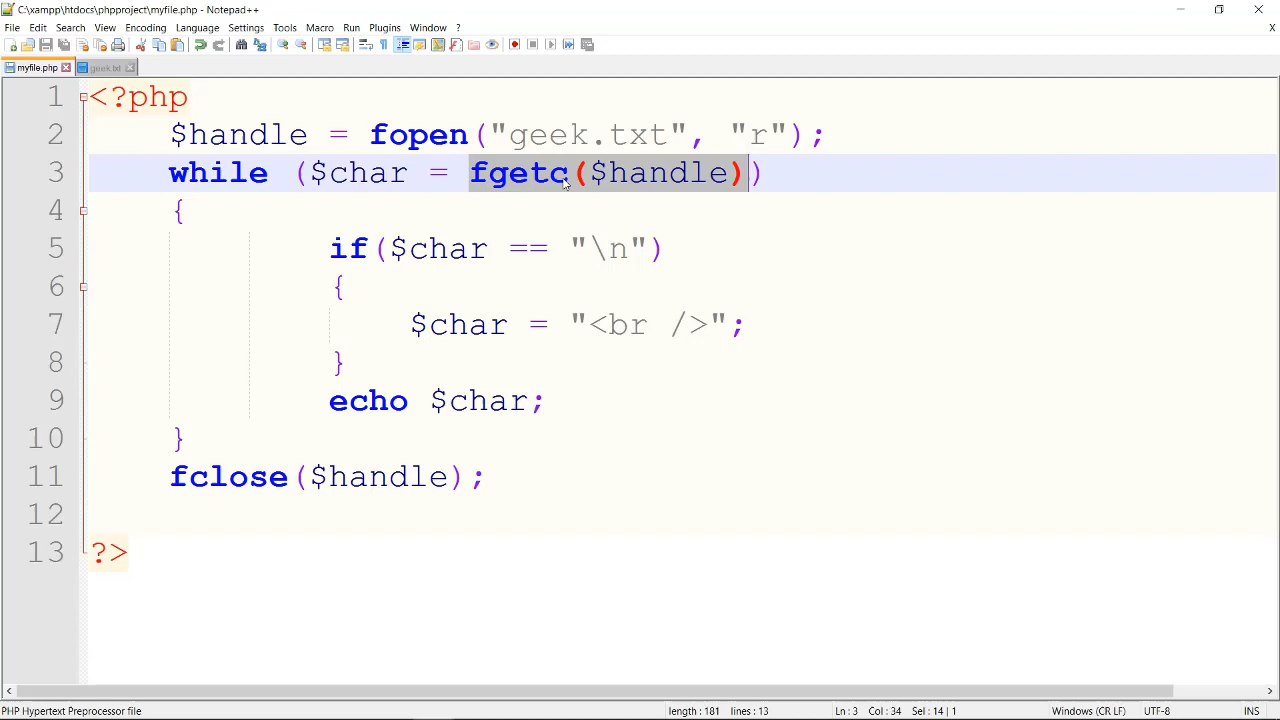 C:\xampp\htdocs\phpproject\myfile.php - Notepad++
File Edit Search View Encoding Language Settings Tools Macro Run Plugins Window ?
X
myfile.php geek.txt
1 <?php
2 $handle = fopen("geek.txt", "r");
3 while ($char = fgetc($handle))
4 {
5 if($char == "\n")
6 {
7 $char = "<br />";
8 }
9 echo $char;
10 }
11 fclose($handle);
12
13 ?>
PHP Hypertext Preprocessor file length : 181 lines : 13 Ln : 3 Col : 34 Sel : 14 | 1 Windows (CR LF) UTF-8 INS